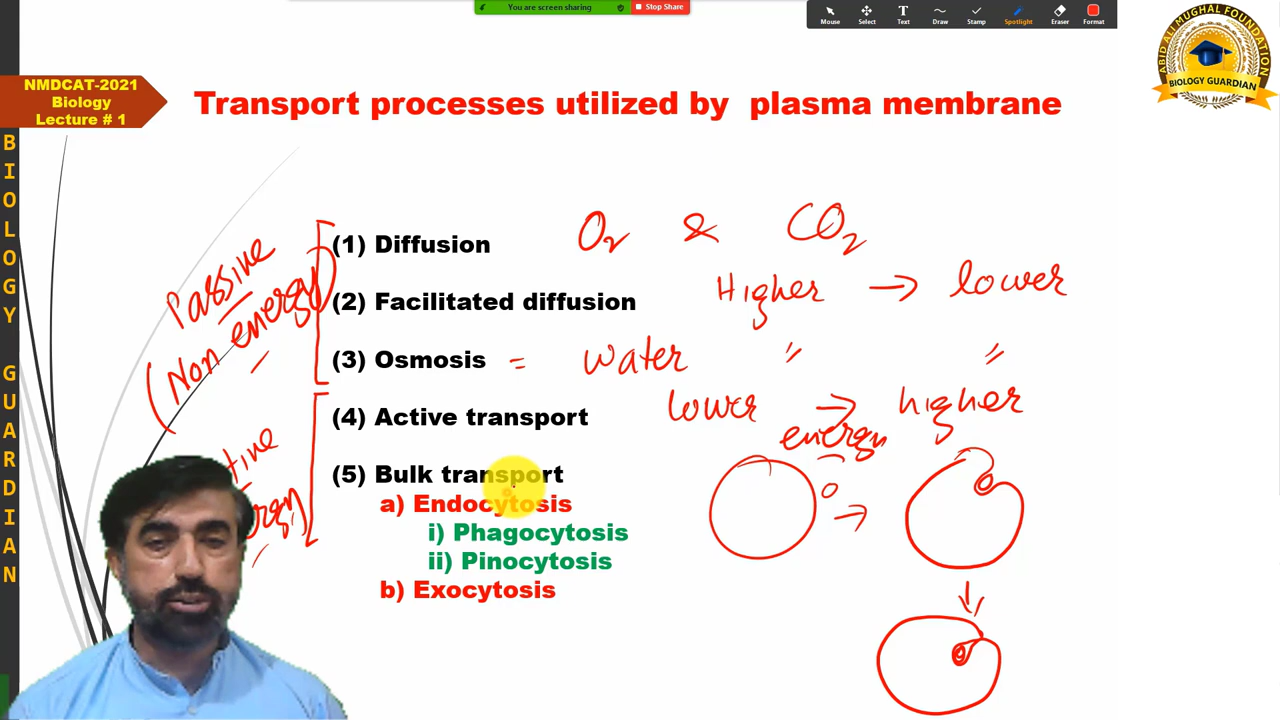 You are screen sharing
Stop Share
Mouse
Select
Text
Draw
Stamp
Spotlight
Eraser
Format
NMDCAT-2021
Biology
Lecture # 1
BIOLOGY GUARDIAN
ABID ALI MUGHAL FOUNDATION
BIOLOGY GUARDIAN
Transport processes utilized by plasma membrane
(1) Diffusion O₂ & CO₂
Higher → lower
(2) Facilitated diffusion
(3) Osmosis = water " "
lower → higher
energy
(4) Active transport
(5) Bulk transport
a) Endocytosis
i) Phagocytosis
ii) Pinocytosis
b) Exocytosis
Passive
(Non energy)